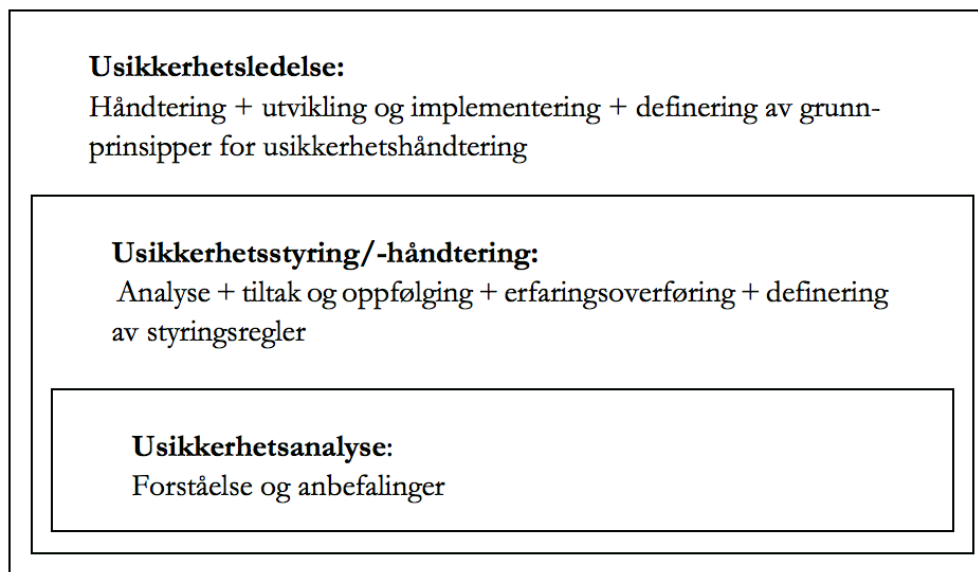 Usikkerhetsledelse:
Håndtering + utvikling og implementering + definering av grunn-
prinsipper for usikkerhetshåndtering
Usikkerhetsstyring/-håndtering:
Analyse + tiltak og oppfølging + erfaringsoverføring + definering
av styringsregler
Usikkerhetsanalyse:
Forståelse og anbefalinger